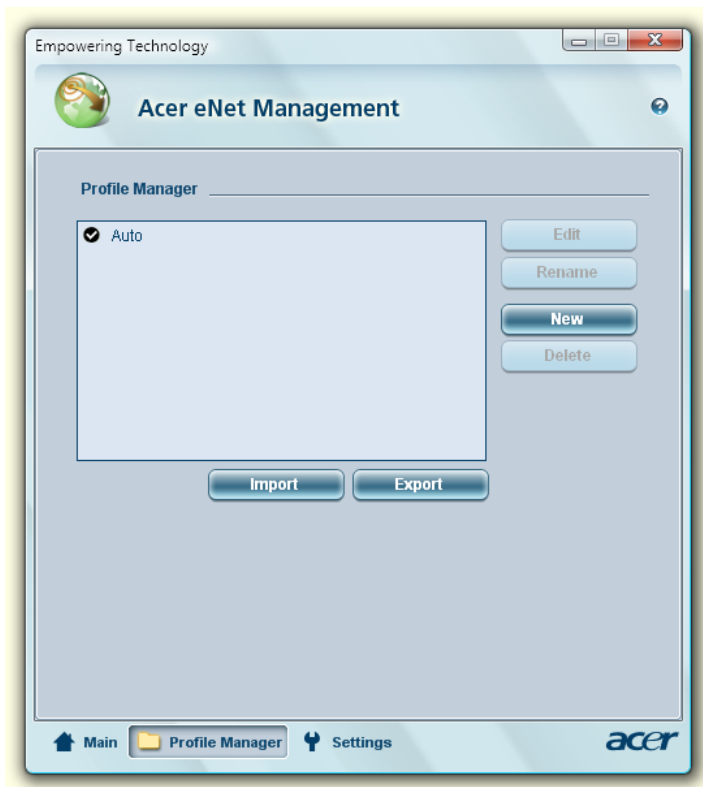 Empowering Technology
Acer eNet Management
Profile Manager
Auto
Edit
Rename
New
Delete
Import Export
Main Profile Manager Settings acer